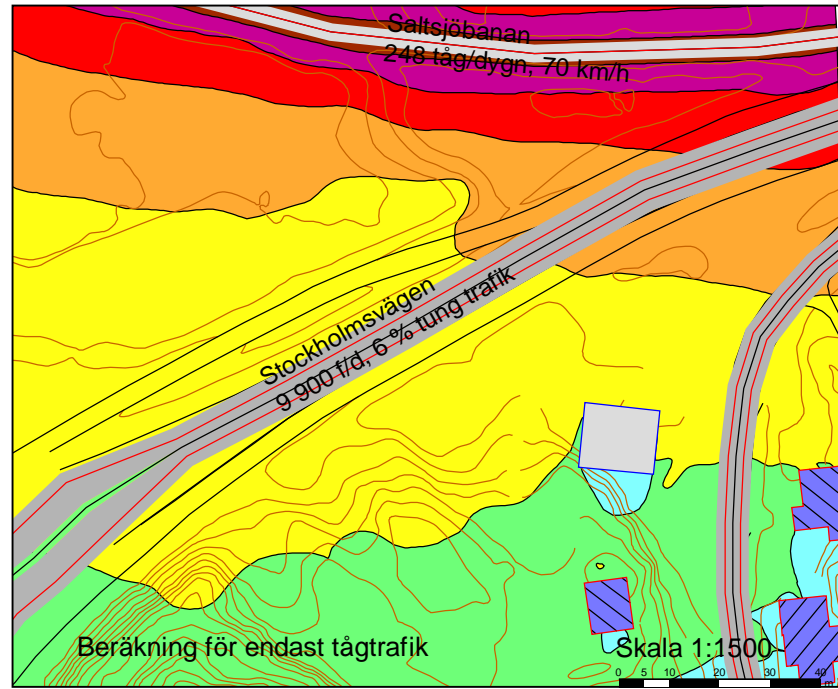 Saltsjöbanan
248 tåg/dygn, 70 km/h
Stockholmsvägen
9 900 f/d, 6 % tung trafik
Beräkning för endast tågtrafik
Skala 1:1500
0 5 10 20 30 40
m